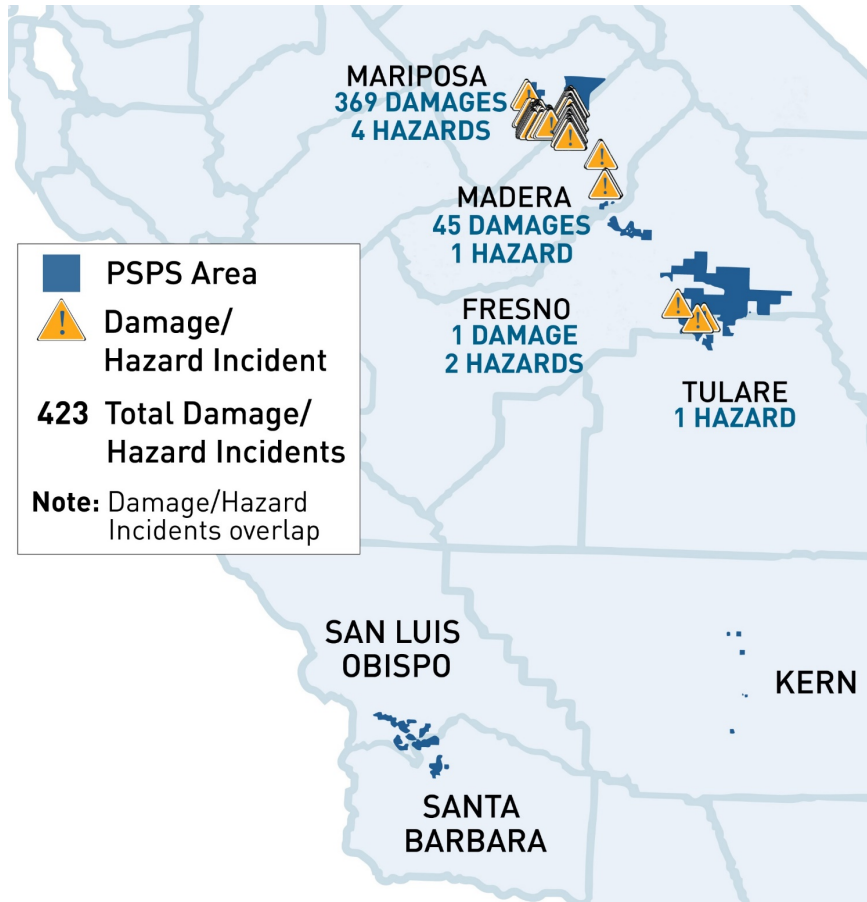 MARIPOSA
369 DAMAGES
4 HAZARDS
MADERA
45 DAMAGES
1 HAZARD
FRESNO
1 DAMAGE
2 HAZARDS
TULARE
1 HAZARD
PSPS Area
Damage/
Hazard Incident
423 Total Damage/
Hazard Incidents
Note: Damage/Hazard
Incidents overlap
SAN LUIS
OBISPO
KERN
SANTA
BARBARA